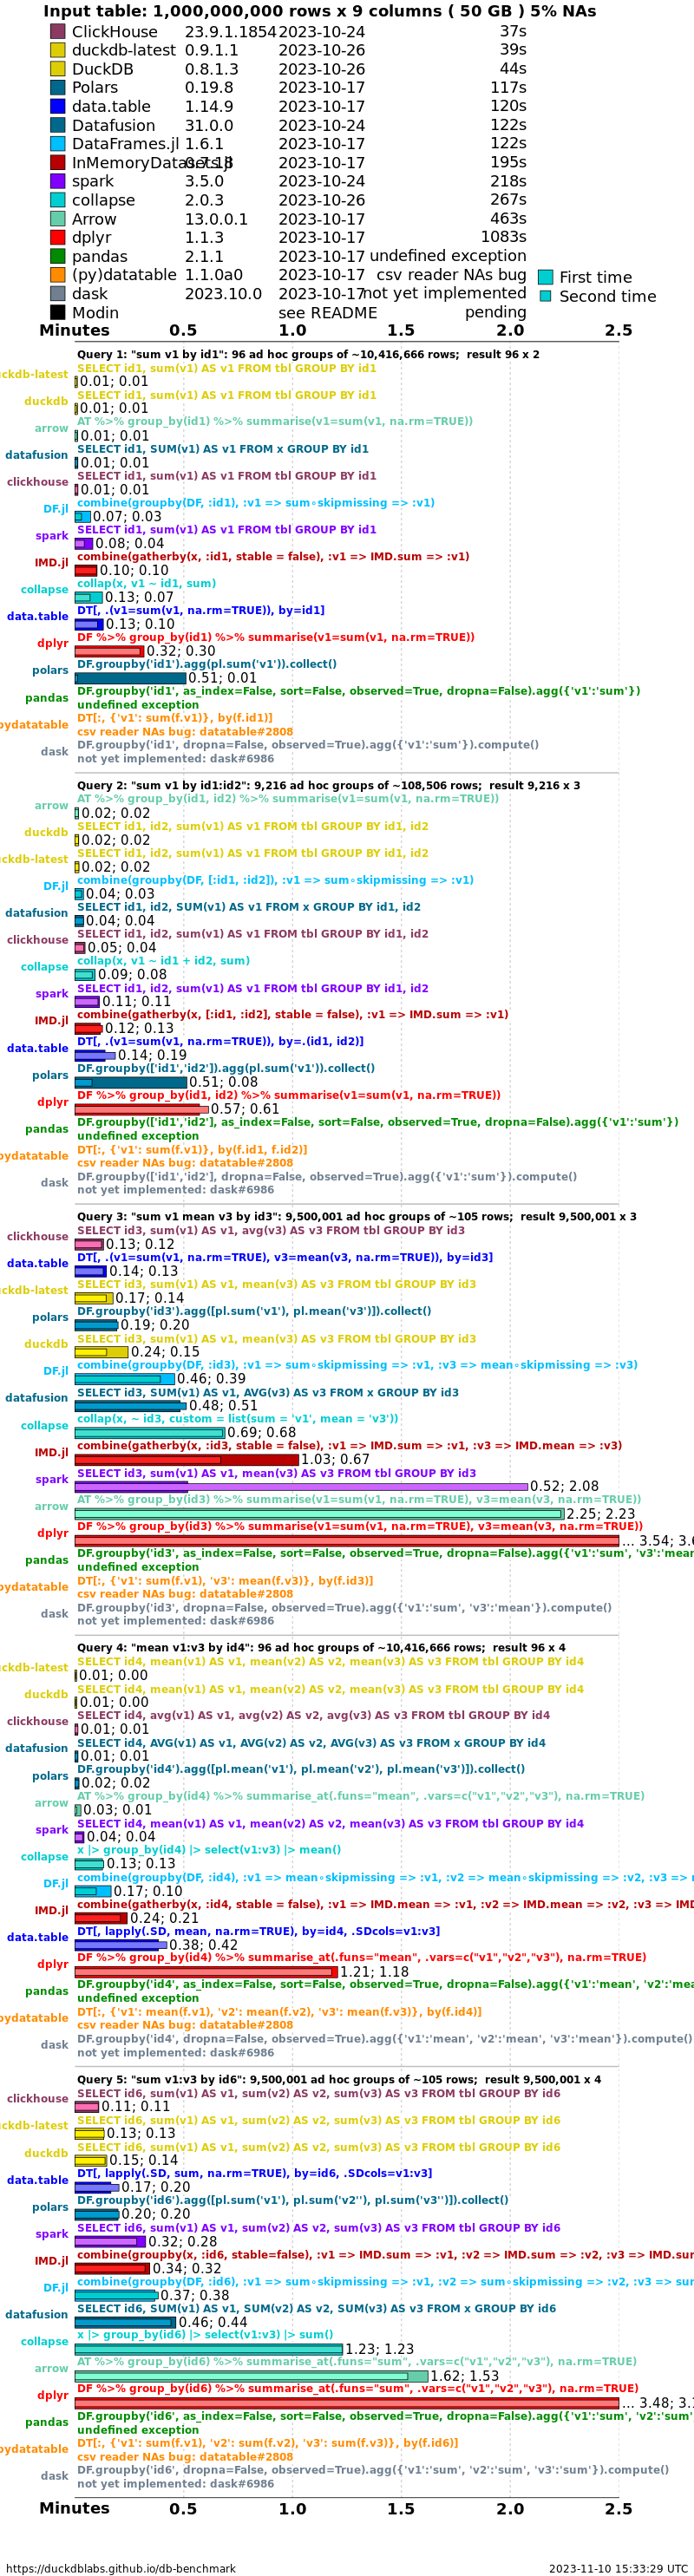 Input table: 1,000,000,000 rows x 9 columns ( 50 GB ) 5% NAs
ClickHouse 23.9.1.1854 2023-10-24 37s
duckdb-latest 0.9.1.1 2023-10-26 39s
DuckDB 0.8.1.3 2023-10-26 44s
Polars 0.19.8 2023-10-17 117s
data.table 1.14.9 2023-10-17 120s
Datafusion 31.0.0 2023-10-24 122s
DataFrames.jl 1.6.1 2023-10-17 122s
InMemoryDatasets.jl 0.7.18 2023-10-17 195s
spark 3.5.0 2023-10-24 218s
collapse 2.0.3 2023-10-26 267s
Arrow 13.0.0.1 2023-10-17 463s
dplyr 1.1.3 2023-10-17 1083s
pandas 2.1.1 2023-10-17 undefined exception
(py)datatable 1.1.0a0 2023-10-17 csv reader NAs bug
First time
dask 2023.10.0 2023-10-17 not yet implemented
Second time
Modin see README pending
Minutes 0.5 1.0 1.5 2.0 2.5
Query 1: "sum v1 by id1": 96 ad hoc groups of ~10,416,666 rows; result 96 x 2
uckdb-latest SELECT id1, sum(v1) AS v1 FROM tbl GROUP BY id1
0.01; 0.01
duckdb SELECT id1, sum(v1) AS v1 FROM tbl GROUP BY id1
0.01; 0.01
arrow AT %>% group_by(id1) %>% summarise(v1=sum(v1, na.rm=TRUE))
0.01; 0.01
datafusion SELECT id1, SUM(v1) AS v1 FROM x GROUP BY id1
0.01; 0.01
clickhouse SELECT id1, sum(v1) AS v1 FROM tbl GROUP BY id1
0.01; 0.01
DF.jl combine(groupby(DF, :id1), :v1 => sum∘skipmissing => :v1)
0.07; 0.03
spark SELECT id1, sum(v1) AS v1 FROM tbl GROUP BY id1
0.08; 0.04
IMD.jl combine(gatherby(x, :id1, stable = false), :v1 => IMD.sum => :v1)
0.10; 0.10
collapse collap(x, v1 ~ id1, sum)
0.13; 0.07
data.table DT[, .(v1=sum(v1, na.rm=TRUE)), by=id1]
0.13; 0.10
dplyr DF %>% group_by(id1) %>% summarise(v1=sum(v1, na.rm=TRUE))
0.32; 0.30
polars DF.groupby('id1').agg(pl.sum('v1')).collect()
0.51; 0.01
pandas DF.groupby('id1', as_index=False, sort=False, observed=True, dropna=False).agg({'v1':'sum'})
undefined exception
pydatatable DT[:, {'v1': sum(f.v1)}, by(f.id1)]
csv reader NAs bug: datatable#2808
dask DF.groupby('id1', dropna=False, observed=True).agg({'v1':'sum'}).compute()
not yet implemented: dask#6986
Query 2: "sum v1 by id1:id2": 9,216 ad hoc groups of ~108,506 rows; result 9,216 x 3
arrow AT %>% group_by(id1, id2) %>% summarise(v1=sum(v1, na.rm=TRUE))
0.02; 0.02
duckdb SELECT id1, id2, sum(v1) AS v1 FROM tbl GROUP BY id1, id2
0.02; 0.02
uckdb-latest SELECT id1, id2, sum(v1) AS v1 FROM tbl GROUP BY id1, id2
0.02; 0.02
DF.jl combine(groupby(DF, [:id1, :id2]), :v1 => sum∘skipmissing => :v1)
0.04; 0.03
datafusion SELECT id1, id2, SUM(v1) AS v1 FROM x GROUP BY id1, id2
0.04; 0.04
clickhouse SELECT id1, id2, sum(v1) AS v1 FROM tbl GROUP BY id1, id2
0.05; 0.04
collapse collap(x, v1 ~ id1 + id2, sum)
0.09; 0.08
spark SELECT id1, id2, sum(v1) AS v1 FROM tbl GROUP BY id1, id2
0.11; 0.11
IMD.jl combine(gatherby(x, [:id1, :id2], stable = false), :v1 => IMD.sum => :v1)
0.12; 0.13
data.table DT[, .(v1=sum(v1, na.rm=TRUE)), by=.(id1, id2)]
0.14; 0.19
polars DF.groupby(['id1','id2']).agg(pl.sum('v1')).collect()
0.51; 0.08
dplyr DF %>% group_by(id1, id2) %>% summarise(v1=sum(v1, na.rm=TRUE))
0.57; 0.61
pandas DF.groupby(['id1','id2'], as_index=False, sort=False, observed=True, dropna=False).agg({'v1':'sum'})
undefined exception
pydatatable DT[:, {'v1': sum(f.v1)}, by(f.id1, f.id2)]
csv reader NAs bug: datatable#2808
dask DF.groupby(['id1','id2'], dropna=False, observed=True).agg({'v1':'sum'}).compute()
not yet implemented: dask#6986
Query 3: "sum v1 mean v3 by id3": 9,500,001 ad hoc groups of ~105 rows; result 9,500,001 x 3
clickhouse SELECT id3, sum(v1) AS v1, avg(v3) AS v3 FROM tbl GROUP BY id3
0.13; 0.12
data.table DT[, .(v1=sum(v1, na.rm=TRUE), v3=mean(v3, na.rm=TRUE)), by=id3]
0.14; 0.13
uckdb-latest SELECT id3, sum(v1) AS v1, mean(v3) AS v3 FROM tbl GROUP BY id3
0.17; 0.14
polars DF.groupby('id3').agg([pl.sum('v1'), pl.mean('v3')]).collect()
0.19; 0.20
duckdb SELECT id3, sum(v1) AS v1, mean(v3) AS v3 FROM tbl GROUP BY id3
0.24; 0.15
DF.jl combine(groupby(DF, :id3), :v1 => sum∘skipmissing => :v1, :v3 => mean∘skipmissing => :v3)
0.46; 0.39
datafusion SELECT id3, SUM(v1) AS v1, AVG(v3) AS v3 FROM x GROUP BY id3
0.48; 0.51
collapse collap(x, ~ id3, custom = list(sum = 'v1', mean = 'v3'))
0.69; 0.68
IMD.jl combine(gatherby(x, :id3, stable = false), :v1 => IMD.sum => :v1, :v3 => IMD.mean => :v3)
1.03; 0.67
spark SELECT id3, sum(v1) AS v1, mean(v3) AS v3 FROM tbl GROUP BY id3
0.52; 2.08
arrow AT %>% group_by(id3) %>% summarise(v1=sum(v1, na.rm=TRUE), v3=mean(v3, na.rm=TRUE))
2.25; 2.23
dplyr DF %>% group_by(id3) %>% summarise(v1=sum(v1, na.rm=TRUE), v3=mean(v3, na.rm=TRUE))
... 3.54; 3.6
pandas DF.groupby('id3', as_index=False, sort=False, observed=True, dropna=False).agg({'v1':'sum', 'v3':'mean
undefined exception
pydatatable DT[:, {'v1': sum(f.v1), 'v3': mean(f.v3)}, by(f.id3)]
csv reader NAs bug: datatable#2808
dask DF.groupby('id3', dropna=False, observed=True).agg({'v1':'sum', 'v3':'mean'}).compute()
not yet implemented: dask#6986
Query 4: "mean v1:v3 by id4": 96 ad hoc groups of ~10,416,666 rows; result 96 x 4
uckdb-latest SELECT id4, mean(v1) AS v1, mean(v2) AS v2, mean(v3) AS v3 FROM tbl GROUP BY id4
0.01; 0.00
duckdb SELECT id4, mean(v1) AS v1, mean(v2) AS v2, mean(v3) AS v3 FROM tbl GROUP BY id4
0.01; 0.00
clickhouse SELECT id4, avg(v1) AS v1, avg(v2) AS v2, avg(v3) AS v3 FROM tbl GROUP BY id4
0.01; 0.01
datafusion SELECT id4, AVG(v1) AS v1, AVG(v2) AS v2, AVG(v3) AS v3 FROM x GROUP BY id4
0.01; 0.01
polars DF.groupby('id4').agg([pl.mean('v1'), pl.mean('v2'), pl.mean('v3')]).collect()
0.02; 0.02
arrow AT %>% group_by(id4) %>% summarise_at(.funs="mean", .vars=c("v1","v2","v3"), na.rm=TRUE)
0.03; 0.01
spark SELECT id4, mean(v1) AS v1, mean(v2) AS v2, mean(v3) AS v3 FROM tbl GROUP BY id4
0.04; 0.04
collapse x |> group_by(id4) |> select(v1:v3) |> mean()
0.13; 0.13
DF.jl combine(groupby(DF, :id4), :v1 => mean∘skipmissing => :v1, :v2 => mean∘skipmissing => :v2, :v3 => m
0.17; 0.10
IMD.jl combine(gatherby(x, :id4, stable = false), :v1 => IMD.mean => :v1, :v2 => IMD.mean => :v2, :v3 => IMD
0.24; 0.21
data.table DT[, lapply(.SD, mean, na.rm=TRUE), by=id4, .SDcols=v1:v3]
0.38; 0.42
dplyr DF %>% group_by(id4) %>% summarise_at(.funs="mean", .vars=c("v1","v2","v3"), na.rm=TRUE)
1.21; 1.18
pandas DF.groupby('id4', as_index=False, sort=False, observed=True, dropna=False).agg({'v1':'mean', 'v2':'mea
undefined exception
pydatatable DT[:, {'v1': mean(f.v1), 'v2': mean(f.v2), 'v3': mean(f.v3)}, by(f.id4)]
csv reader NAs bug: datatable#2808
dask DF.groupby('id4', dropna=False, observed=True).agg({'v1':'mean', 'v2':'mean', 'v3':'mean'}).compute()
not yet implemented: dask#6986
Query 5: "sum v1:v3 by id6": 9,500,001 ad hoc groups of ~105 rows; result 9,500,001 x 4
clickhouse SELECT id6, sum(v1) AS v1, sum(v2) AS v2, sum(v3) AS v3 FROM tbl GROUP BY id6
0.11; 0.11
uckdb-latest SELECT id6, sum(v1) AS v1, sum(v2) AS v2, sum(v3) AS v3 FROM tbl GROUP BY id6
0.13; 0.13
duckdb SELECT id6, sum(v1) AS v1, sum(v2) AS v2, sum(v3) AS v3 FROM tbl GROUP BY id6
0.15; 0.14
data.table DT[, lapply(.SD, sum, na.rm=TRUE), by=id6, .SDcols=v1:v3]
0.17; 0.20
polars DF.groupby('id6').agg([pl.sum('v1'), pl.sum('v2''), pl.sum('v3'')]).collect()
0.20; 0.20
spark SELECT id6, sum(v1) AS v1, sum(v2) AS v2, sum(v3) AS v3 FROM tbl GROUP BY id6
0.32; 0.28
IMD.jl combine(groupby(x, :id6, stable=false), :v1 => IMD.sum => :v1, :v2 => IMD.sum => :v2, :v3 => IMD.sum
0.34; 0.32
DF.jl combine(groupby(DF, :id6), :v1 => sum∘skipmissing => :v1, :v2 => sum∘skipmissing => :v2, :v3 => sum
0.37; 0.38
datafusion SELECT id6, SUM(v1) AS v1, SUM(v2) AS v2, SUM(v3) AS v3 FROM x GROUP BY id6
0.46; 0.44
collapse x |> group_by(id6) |> select(v1:v3) |> sum()
1.23; 1.23
arrow AT %>% group_by(id6) %>% summarise_at(.funs="sum", .vars=c("v1","v2","v3"), na.rm=TRUE)
1.62; 1.53
dplyr DF %>% group_by(id6) %>% summarise_at(.funs="sum", .vars=c("v1","v2","v3"), na.rm=TRUE)
... 3.48; 3.
pandas DF.groupby('id6', as_index=False, sort=False, observed=True, dropna=False).agg({'v1':'sum', 'v2':'sum'
undefined exception
pydatatable DT[:, {'v1': sum(f.v1), 'v2': sum(f.v2), 'v3': sum(f.v3)}, by(f.id6)]
csv reader NAs bug: datatable#2808
dask DF.groupby('id6', dropna=False, observed=True).agg({'v1':'sum', 'v2':'sum', 'v3':'sum'}).compute()
not yet implemented: dask#6986
Minutes 0.5 1.0 1.5 2.0 2.5
https://duckdblabs.github.io/db-benchmark 2023-11-10 15:33:29 UTC